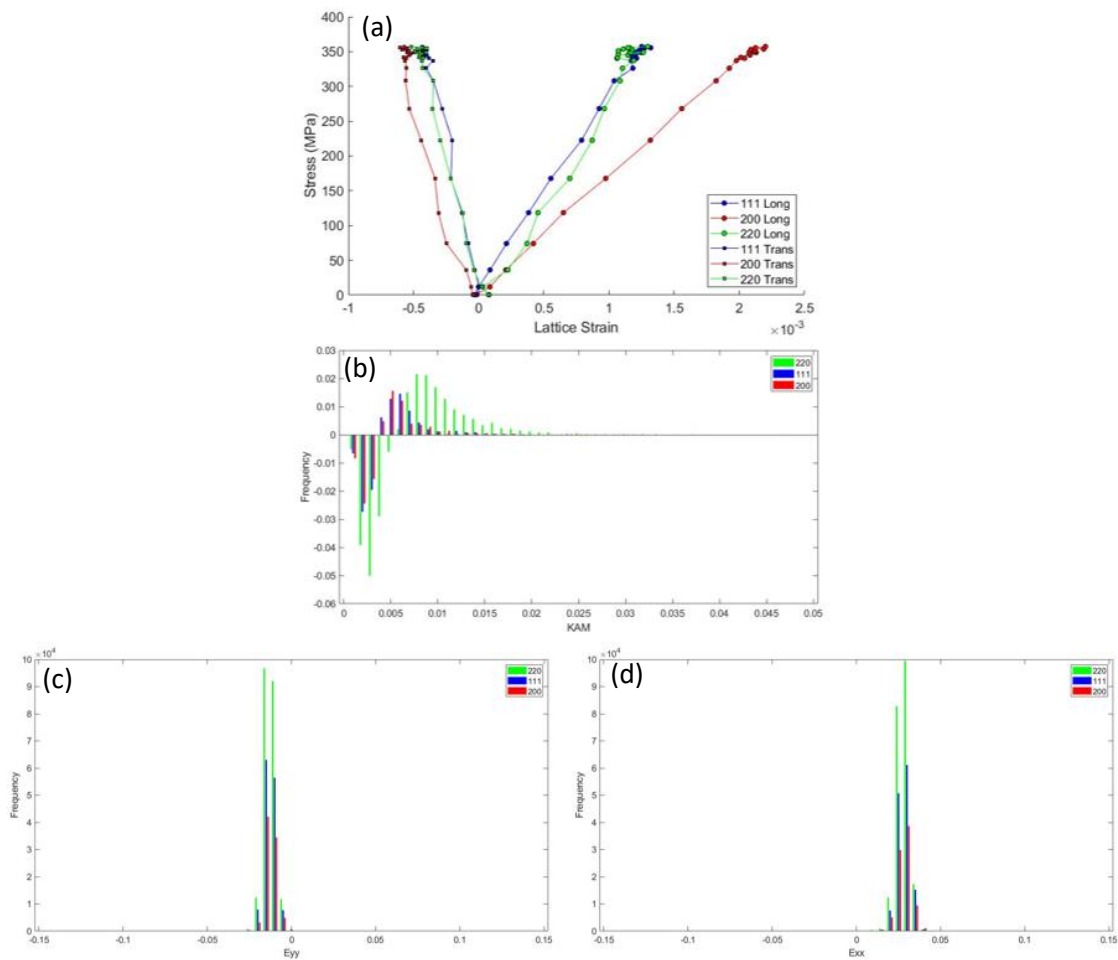 (a)
400
350
300
250
200
150
100
50
0
Stress (MPa)
-1 -0.5 0 0.5 1 1.5 2 2.5
Lattice Strain
×10⁻³
111 Long
200 Long
220 Long
111 Trans
200 Trans
220 Trans
(b)
0.03
0.02
0.01
0
-0.01
-0.02
-0.03
-0.04
-0.05
-0.06
Frequency
0 0.005 0.01 0.015 0.02 0.025 0.03 0.035 0.04 0.045 0.05
KAM
220
111
200
(c)
×10⁴
10
9
8
7
6
5
4
3
2
1
0
Frequency
-0.15 -0.1 -0.05 0 0.05 0.1 0.15
Eyy
220
111
200
(d)
×10⁴
10
9
8
7
6
5
4
3
2
1
0
Frequency
-0.15 -0.1 -0.05 0 0.05 0.1 0.15
Exx
220
111
200